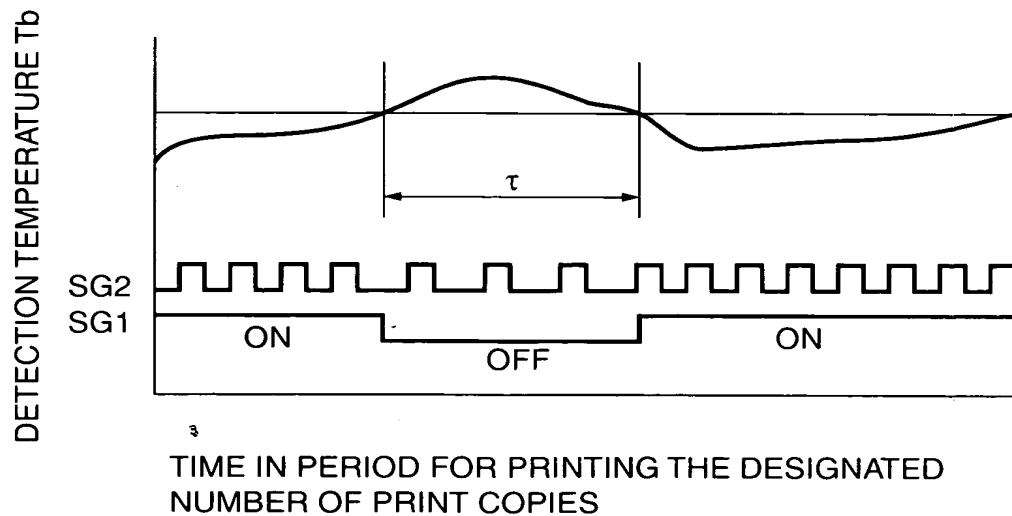 DETECTION TEMPERATURE Tb
τ
SG2
SG1
ON
OFF
ON
TIME IN PERIOD FOR PRINTING THE DESIGNATED
NUMBER OF PRINT COPIES